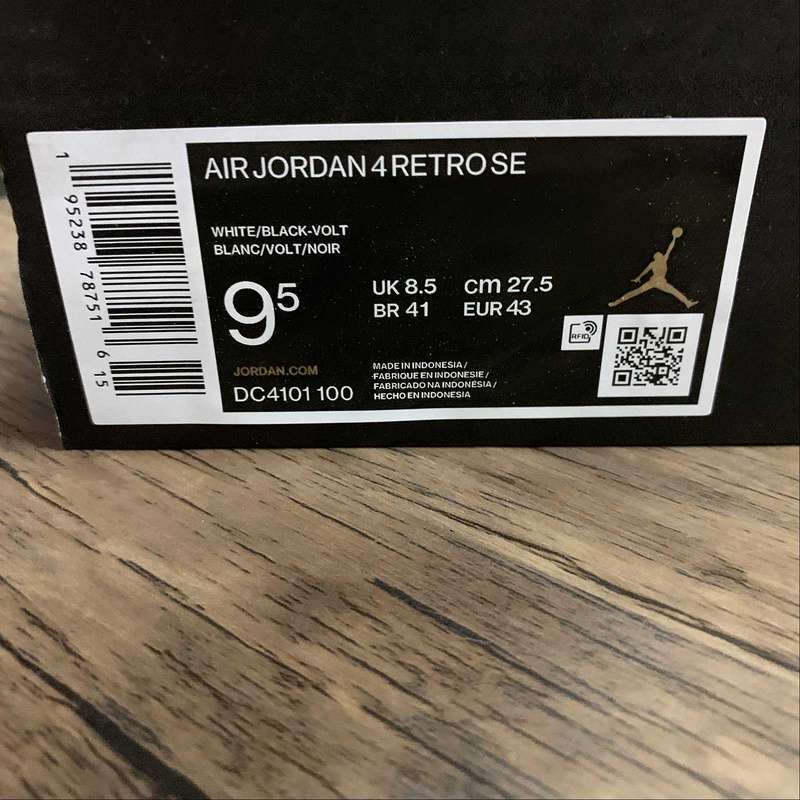 1 95238 78751 6 15
AIR JORDAN 4 RETRO SE
WHITE/BLACK-VOLT
BLANC/VOLT/NOIR
9⁵
UK 8.5 cm 27.5
BR 41 EUR 43
RFID
JORDAN.COM
DC4101 100
MADE IN INDONESIA/
FABRIQUE EN INDONESIE/
FABRICADO NA INDONÉSIA/
HECHO EN INDONESIA